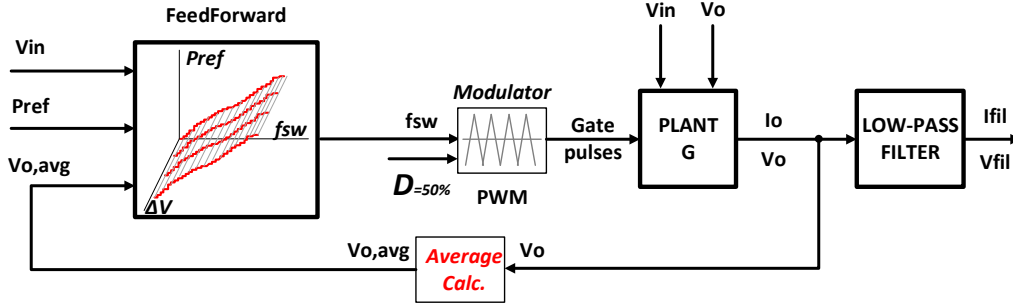 FeedForward
Vin
Pref
Vo,avg
Pref
fsw
ΔV
fsw
D=50%
Modulator
PWM
Gate
pulses
Vin
Vo
PLANT
G
Io
Vo
LOW-PASS
FILTER
Ifil
Vfil
Vo,avg
Average
Calc.
Vo